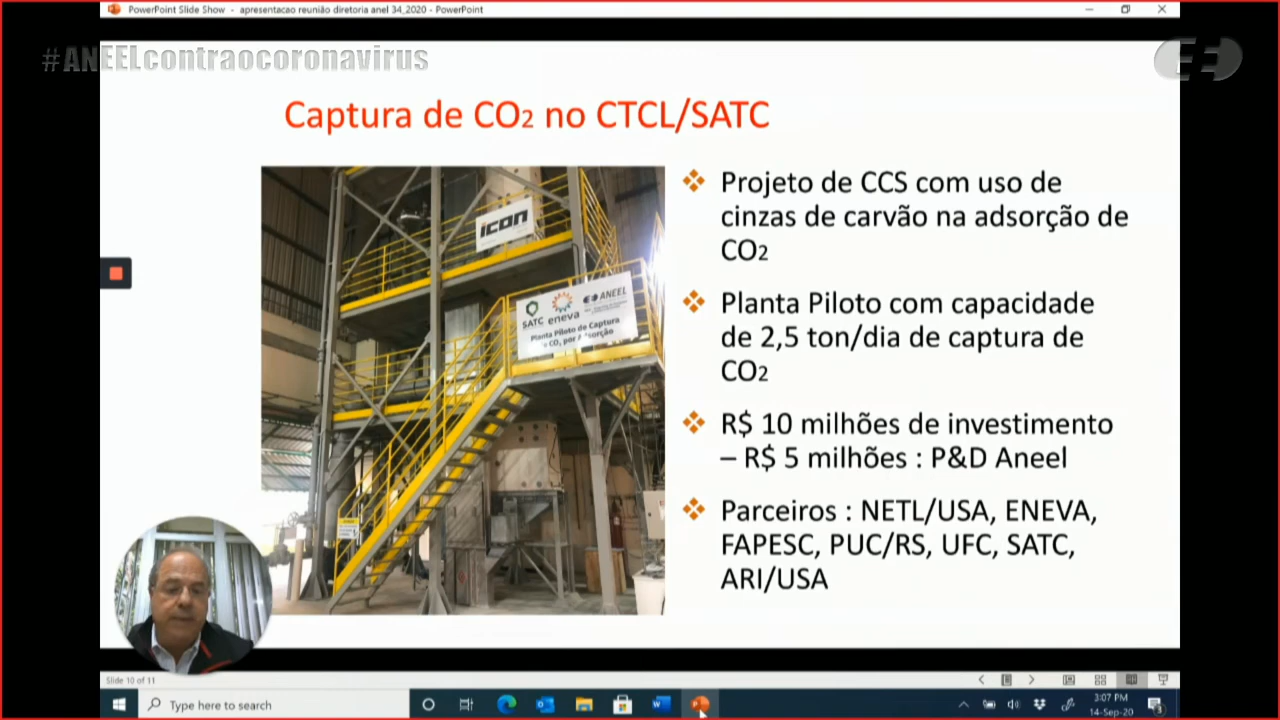 PowerPoint Slide Show - apresentacao reunião diretoria anel 34_2020 - PowerPoint
#ANEELcontraocoronavirus
Captura de CO2 no CTCL/SATC
Projeto de CCS com uso de
cinzas de carvão na adsorção de
CO2
Planta Piloto com capacidade
de 2,5 ton/dia de captura de
CO2
R$ 10 milhões de investimento
– R$ 5 milhões : P&D Aneel
Parceiros : NETL/USA, ENEVA,
FAPESC, PUC/RS, UFC, SATC,
ARI/USA
icon
SATC eneva ANEEL
Planta Piloto de Captura
de CO2 por Adsorção
Slide 10 of 11
Type here to search
3:07 PM
14-Sep-20
3